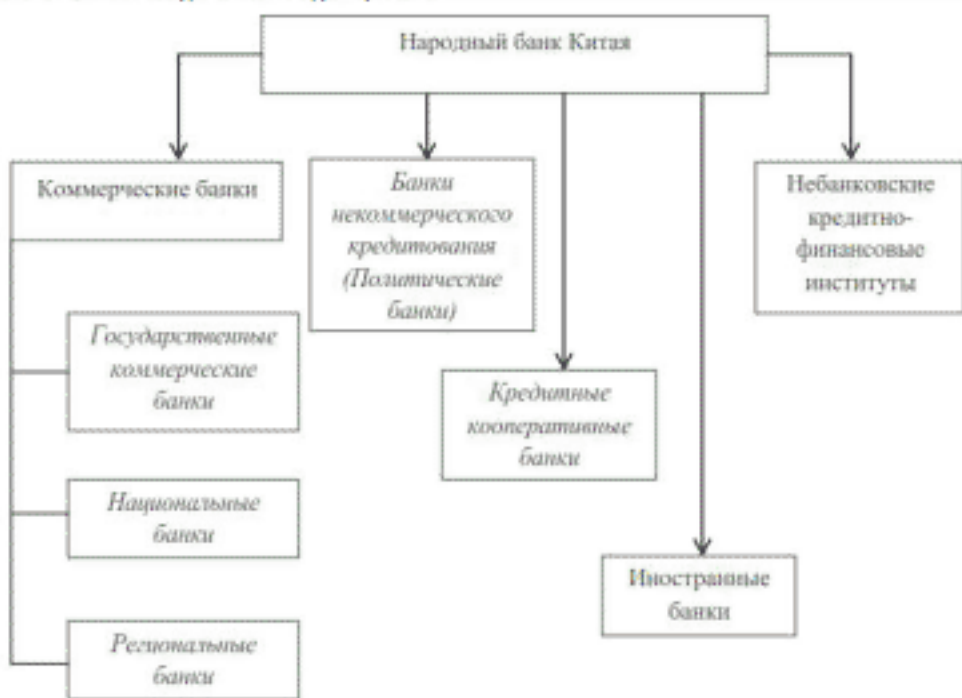 Народный банк Китая
Коммерческие банки
Банки
некоммерческого
кредитования
(Политические
банки)
Небанковские
кредитно-
финансовые
институты
Государственные
коммерческие
банки
Кредитные
кооперативные
банки
Национальные
банки
Иностранные
банки
Региональные
банки